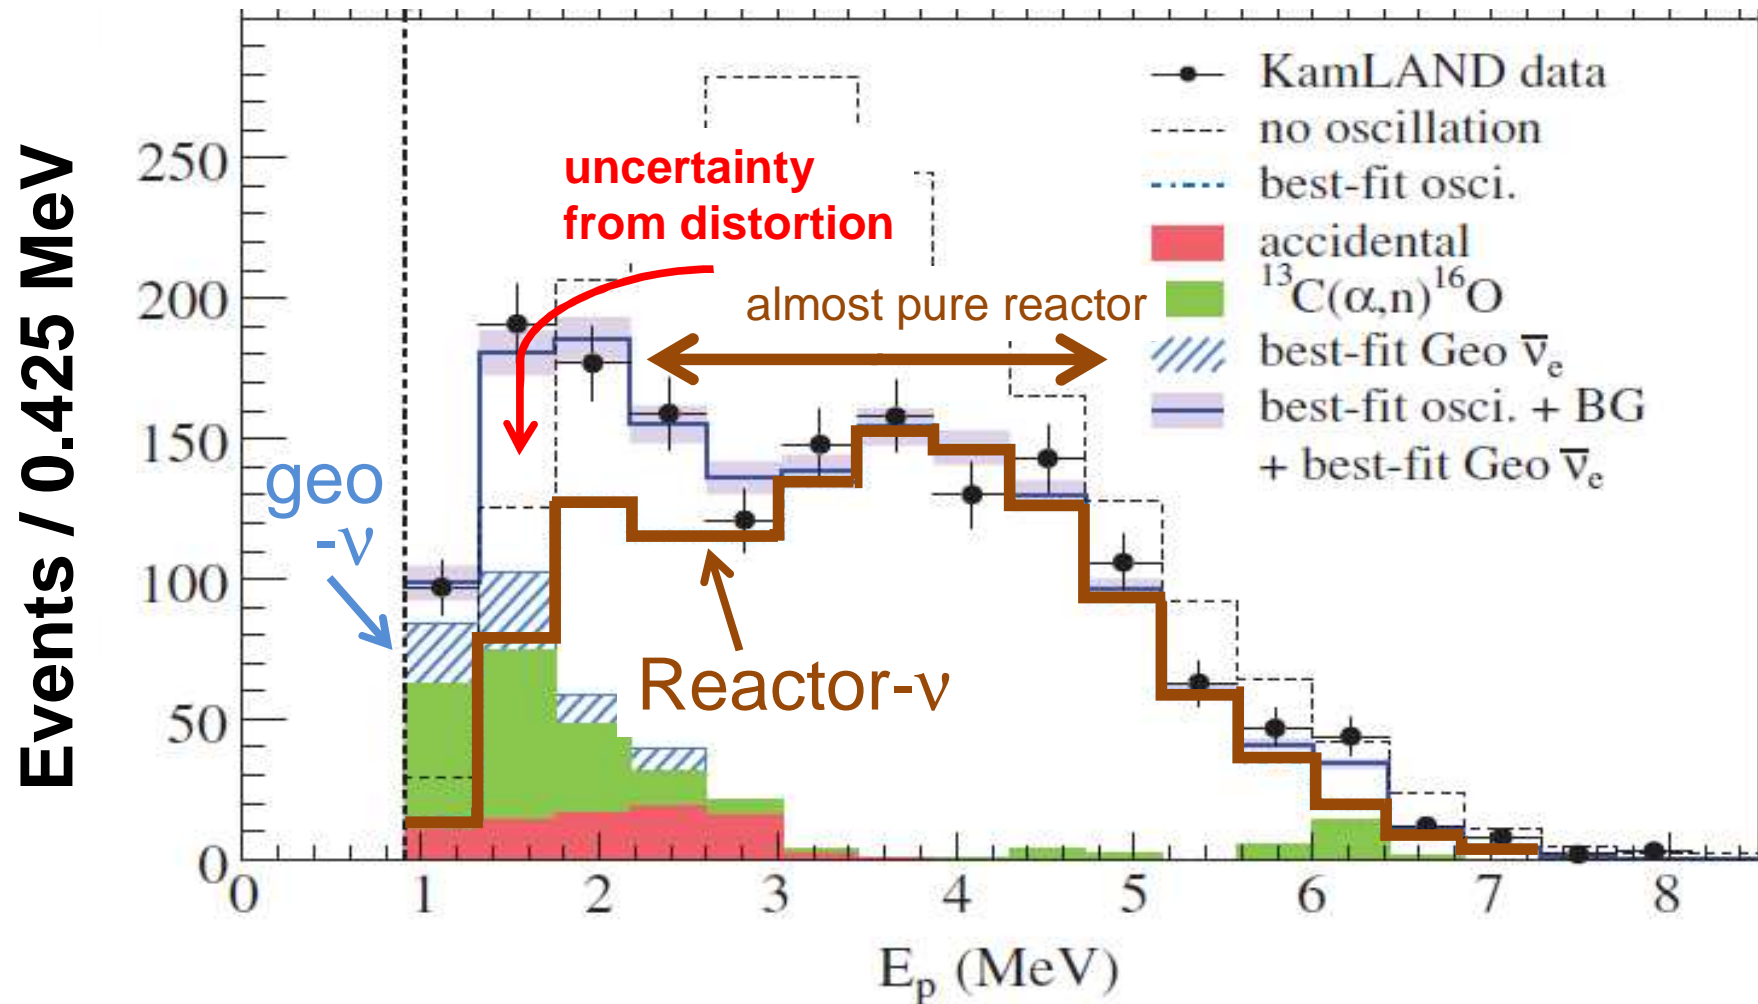 Events / 0.425 MeV
250
200
150
100
50
0
0
1
2
3
4
5
6
7
8
E_p (MeV)
uncertainty
from distortion
almost pure reactor
geo
-ν
Reactor-ν
KamLAND data
no oscillation
best-fit osci.
accidental
¹³C(α,n)¹⁶O
best-fit Geo ν̅ₑ
best-fit osci. + BG
+ best-fit Geo ν̅ₑ